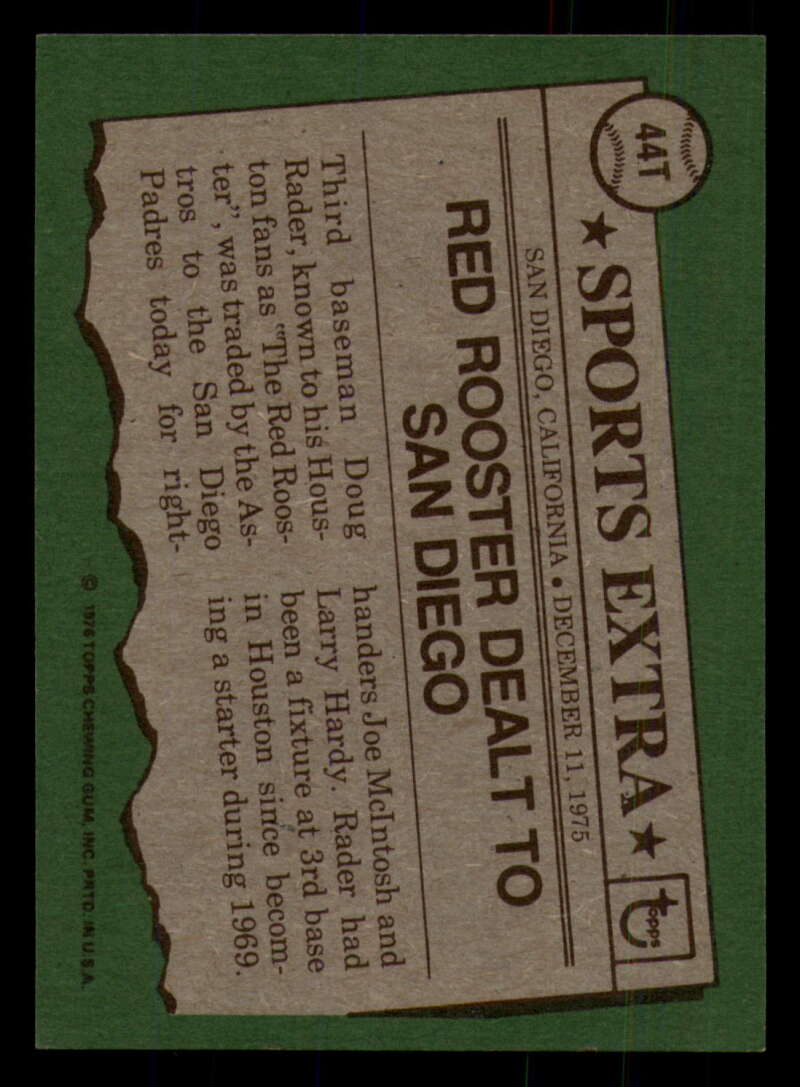 44T
★ SPORTS EXTRA ★
topps
SAN DIEGO, CALIFORNIA • DECEMBER 11, 1975
RED ROOSTER DEALT TO
SAN DIEGO
Third baseman Doug
Rader, known to his Hous-
ton fans as "The Red Roos-
ter", was traded by the As-
tros to the San Diego
Padres today for right-
handers Joe McIntosh and
Larry Hardy. Rader had
been a fixture at 3rd base
in Houston since becom-
ing a starter during 1969.
© 1976 TOPPS CHEWING GUM, INC. PRTD. IN U.S.A.